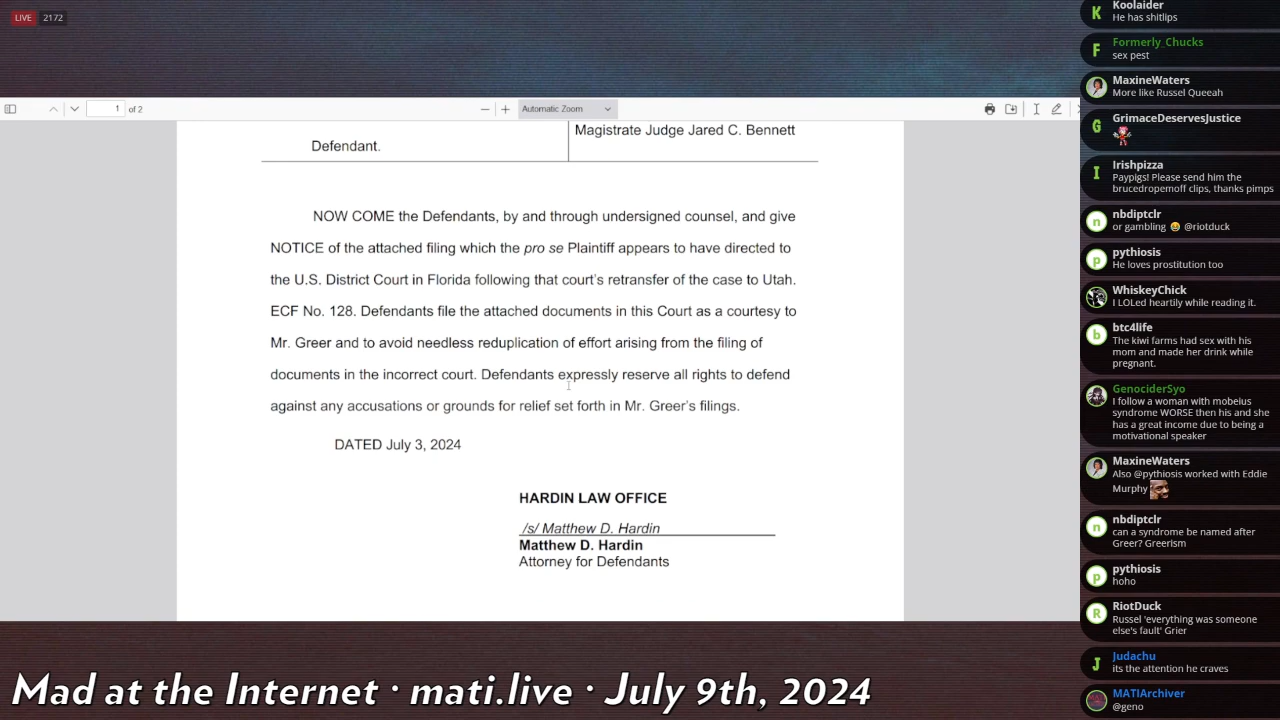 LIVE 2172
1 of 2
Automatic Zoom
Magistrate Judge Jared C. Bennett
Defendant.
NOW COME the Defendants, by and through undersigned counsel, and give
NOTICE of the attached filing which the pro se Plaintiff appears to have directed to
the U.S. District Court in Florida following that court's retransfer of the case to Utah.
ECF No. 128. Defendants file the attached documents in this Court as a courtesy to
Mr. Greer and to avoid needless reduplication of effort arising from the filing of
documents in the incorrect court. Defendants expressly reserve all rights to defend
against any accusations or grounds for relief set forth in Mr. Greer's filings.
DATED July 3, 2024
HARDIN LAW OFFICE
/s/ Matthew D. Hardin
Matthew D. Hardin
Attorney for Defendants
K
Koolaider
He has shitlips
F
Formerly_Chucks
sex pest
MaxineWaters
More like Russel Queeah
G
GrimaceDeservesJustice
I
Irishpizza
Paypigs! Please send him the
brucedropemoff clips, thanks pimps
n
nbdiptclr
or gambling 😆 @riotduck
p
pythiosis
He loves prostitution too
WhiskeyChick
I LOLed heartily while reading it.
b
btc4life
The kiwi farms had sex with his
mom and made her drink while
pregnant.
GenociderSyo
I follow a woman with mobeius
syndrome WORSE then his and she
has a great income due to being a
motivational speaker
MaxineWaters
Also @pythiosis worked with Eddie
Murphy
n
nbdiptclr
can a syndrome be named after
Greer? Greerism
p
pythiosis
hoho
R
RiotDuck
Russel 'everything was someone
else's fault' Grier
J
Judachu
its the attention he craves
MATIArchiver
@geno
Mad at the Internet · mati.live · July 9th, 2024